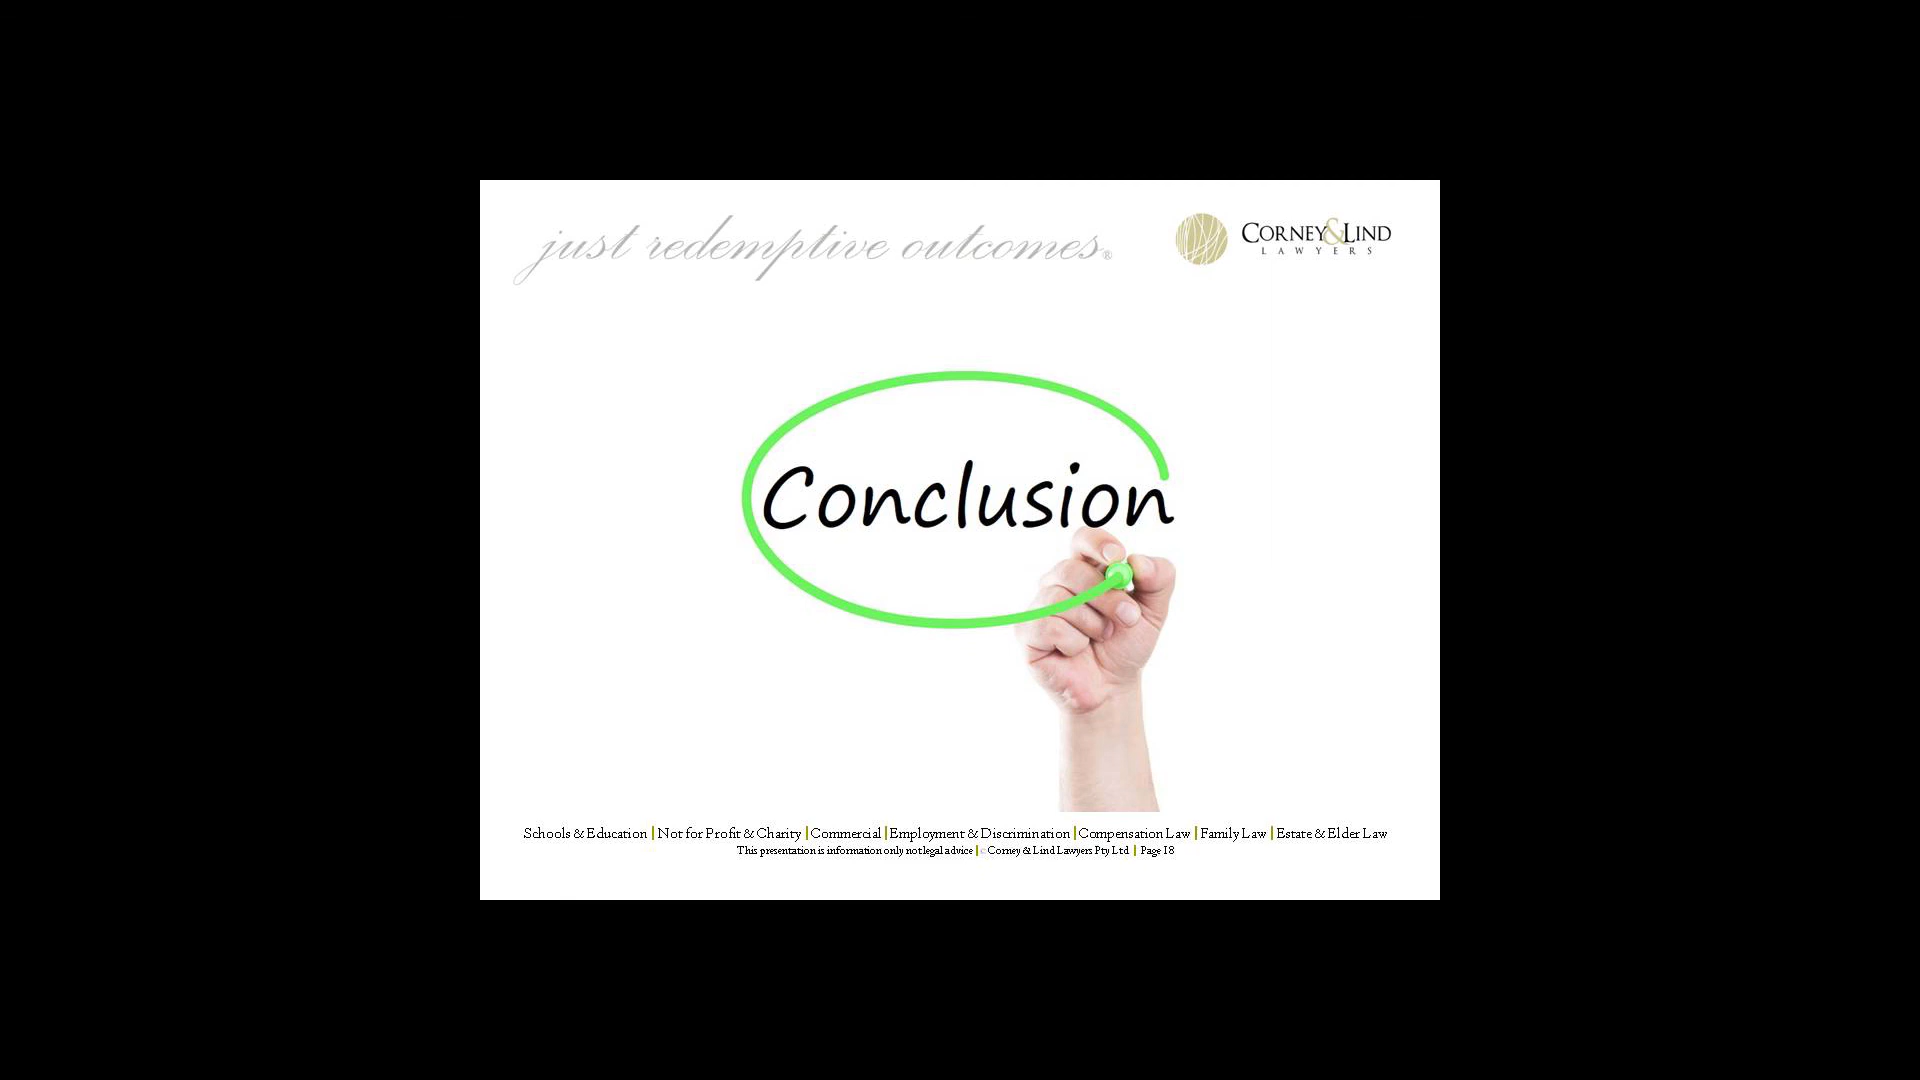 just redemptive outcomes®
CORNEY&LIND
LAWYERS
Conclusion
Schools & Education | Not for Profit & Charity | Commercial | Employment & Discrimination | Compensation Law | Family Law | Estate & Elder Law
This presentation is information only not legal advice | © Corney & Lind Lawyers Pty Ltd | Page 18